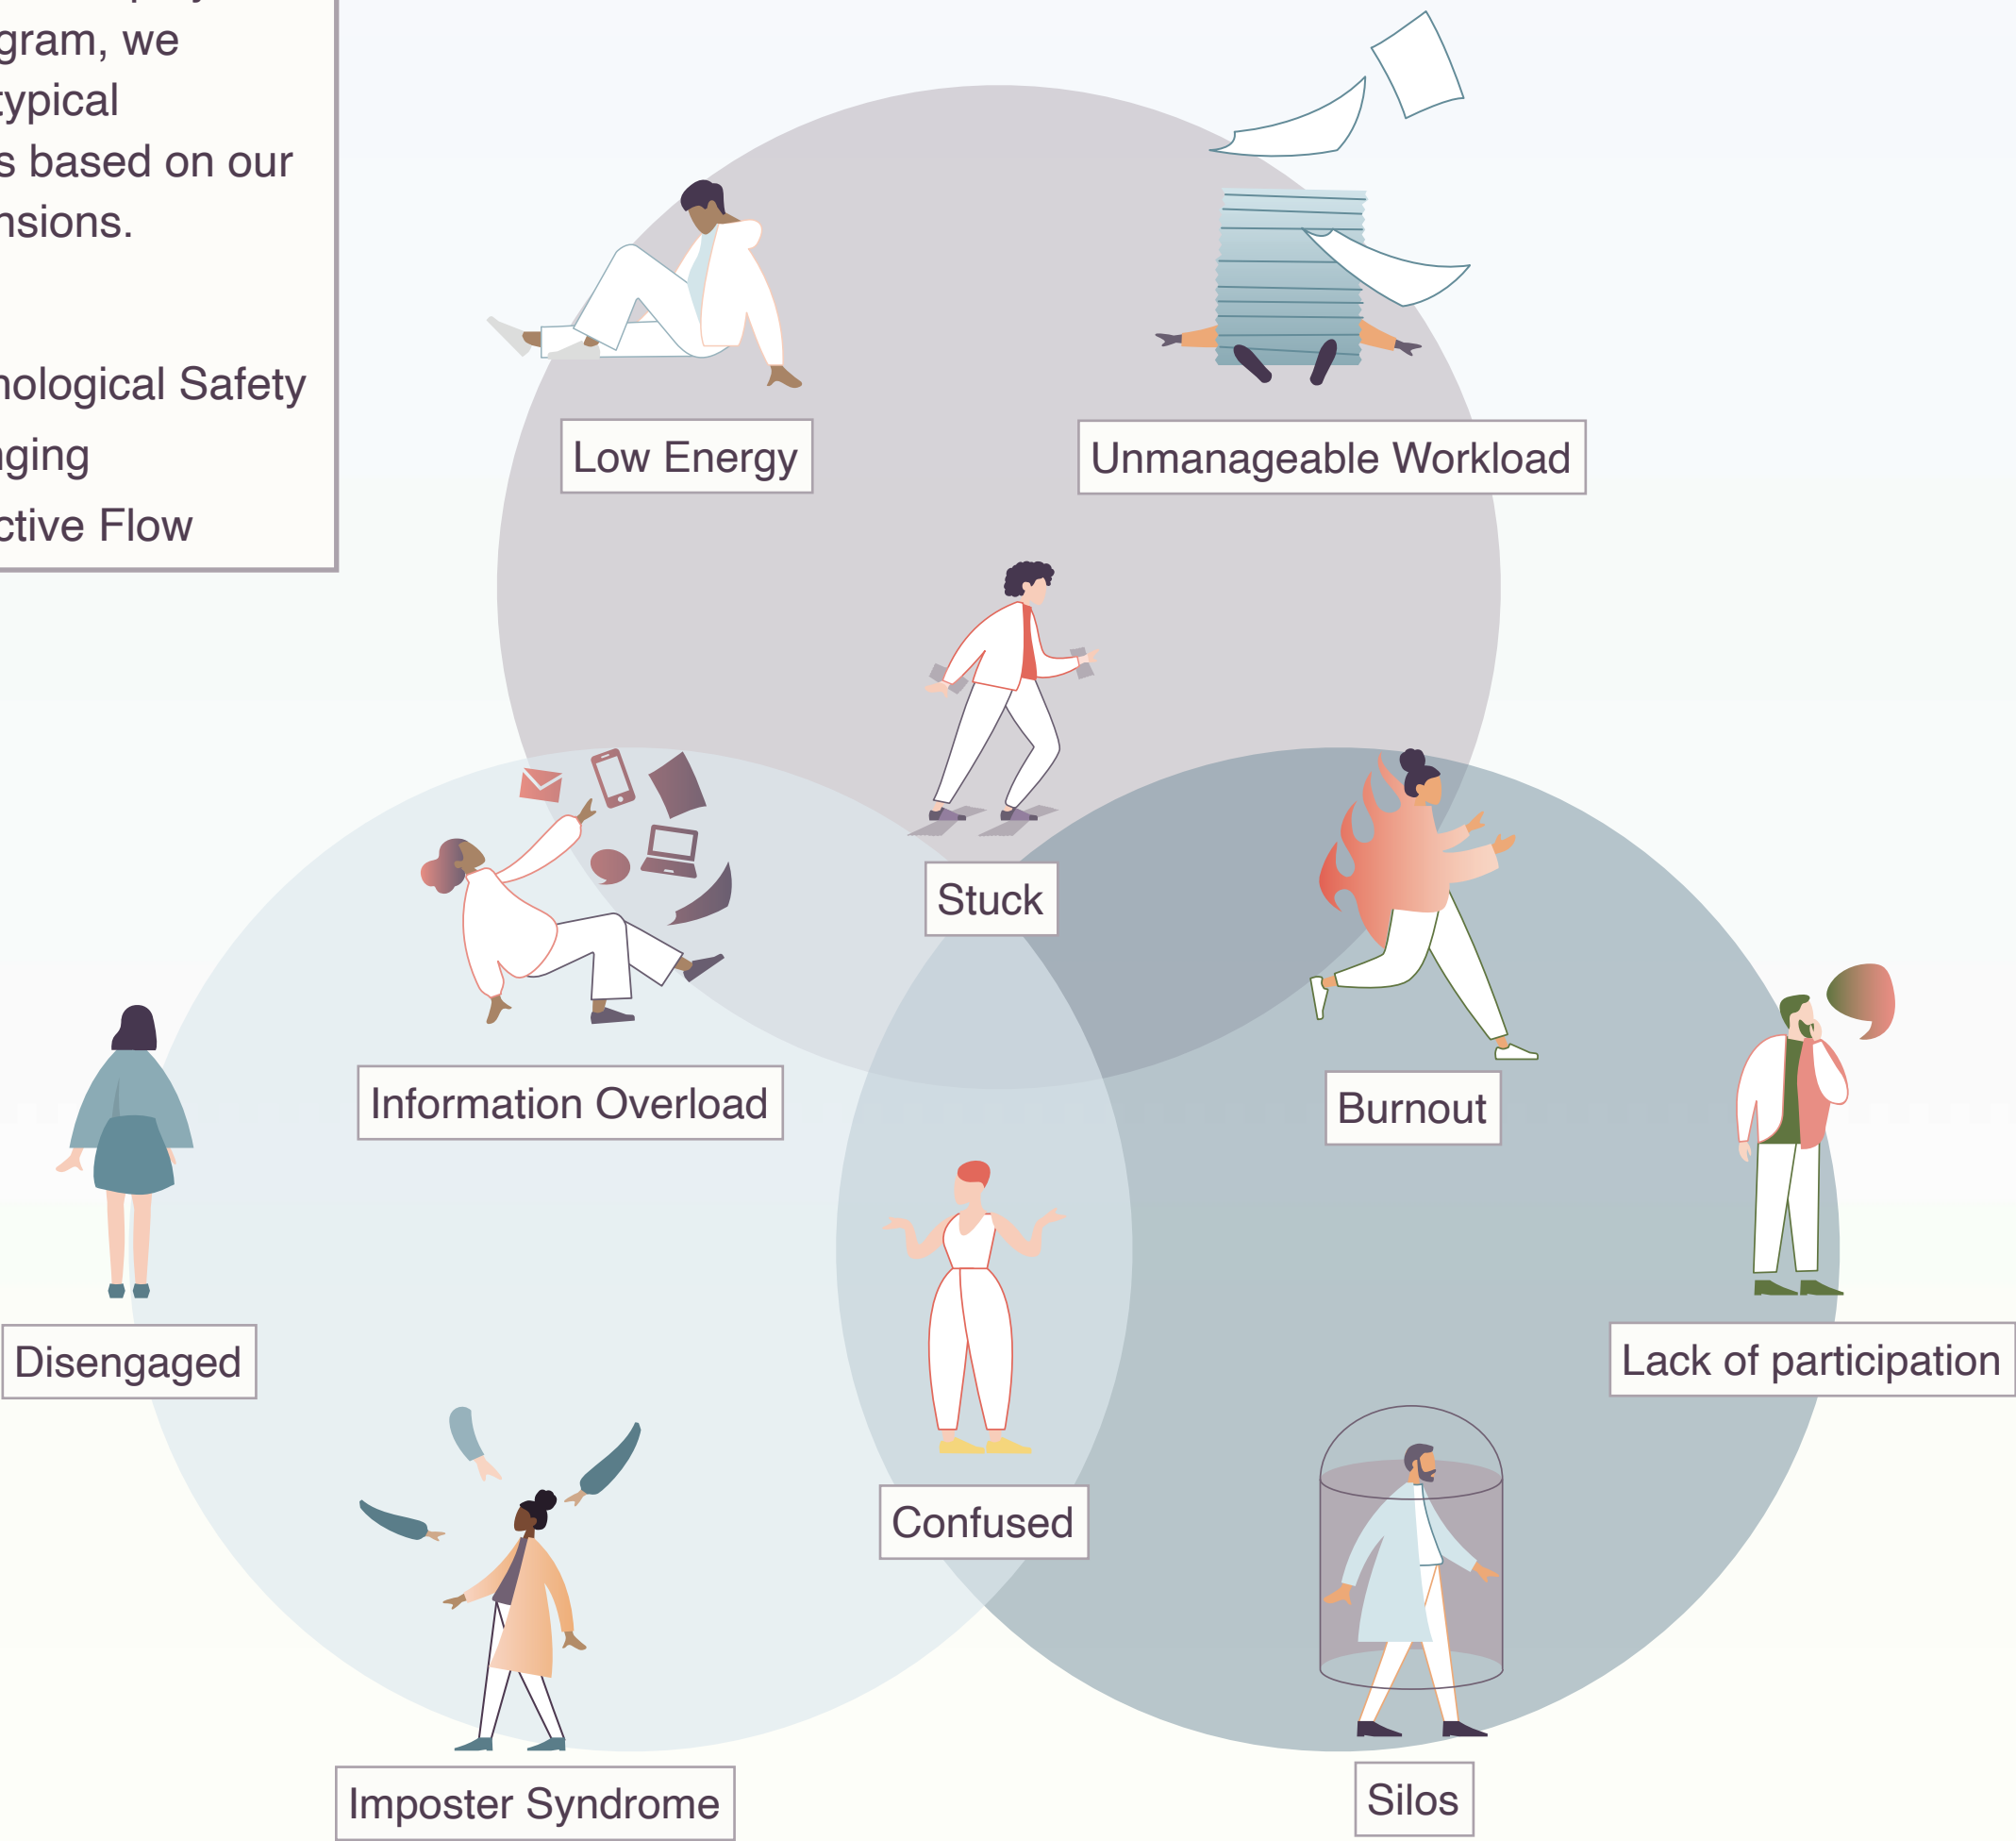 gram, we
typical
s based on our
nsions.
nological Safety
nging
ctive Flow
Low Energy
Unmanageable Workload
Stuck
Information Overload
Burnout
Disengaged
Lack of participation
Confused
Imposter Syndrome
Silos